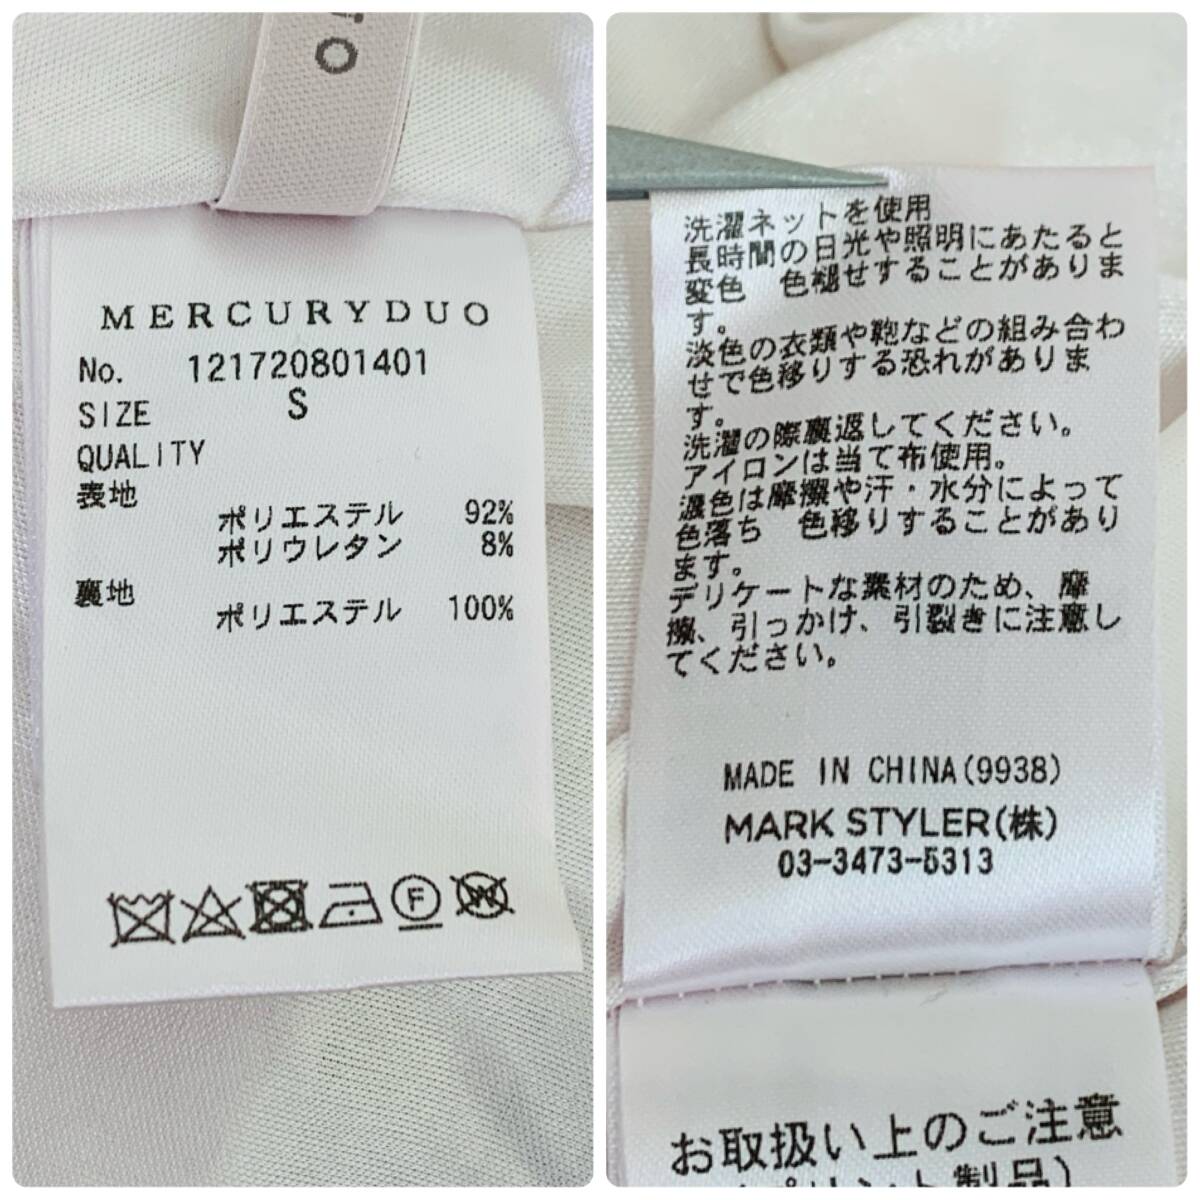 MERCURYDUO
No. 121720801401
SIZE S
QUALITY
表地
ポリエステル 92%
ポリウレタン 8%
裏地
ポリエステル 100%
F
W
洗濯ネットを使用
長時間の日光や照明にあたると
変色 色褪せすることがありま
す。
淡色の衣類や鞄などの組み合わ
せで色移りする恐れがありま
す。
洗濯の際裏返してください。
アイロンは当て布使用。
濃色は摩擦や汗・水分によって
色落ち 色移りすることがあり
ます。
デリケートな素材のため、摩
擦、引っかけ、引裂きに注意し
てください。
MADE IN CHINA(9938)
MARK STYLER(株)
03-3473-5313
お取扱い上のご注意